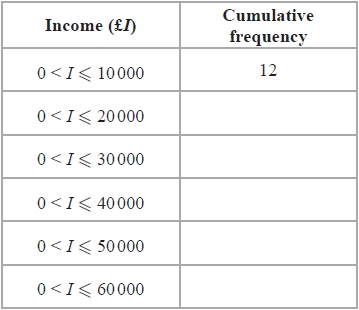 Income (£I)
Cumulative
frequency
0 < I ⩽ 10 000
12
0 < I ⩽ 20 000
0 < I ⩽ 30 000
0 < I ⩽ 40 000
0 < I ⩽ 50 000
0 < I ⩽ 60 000